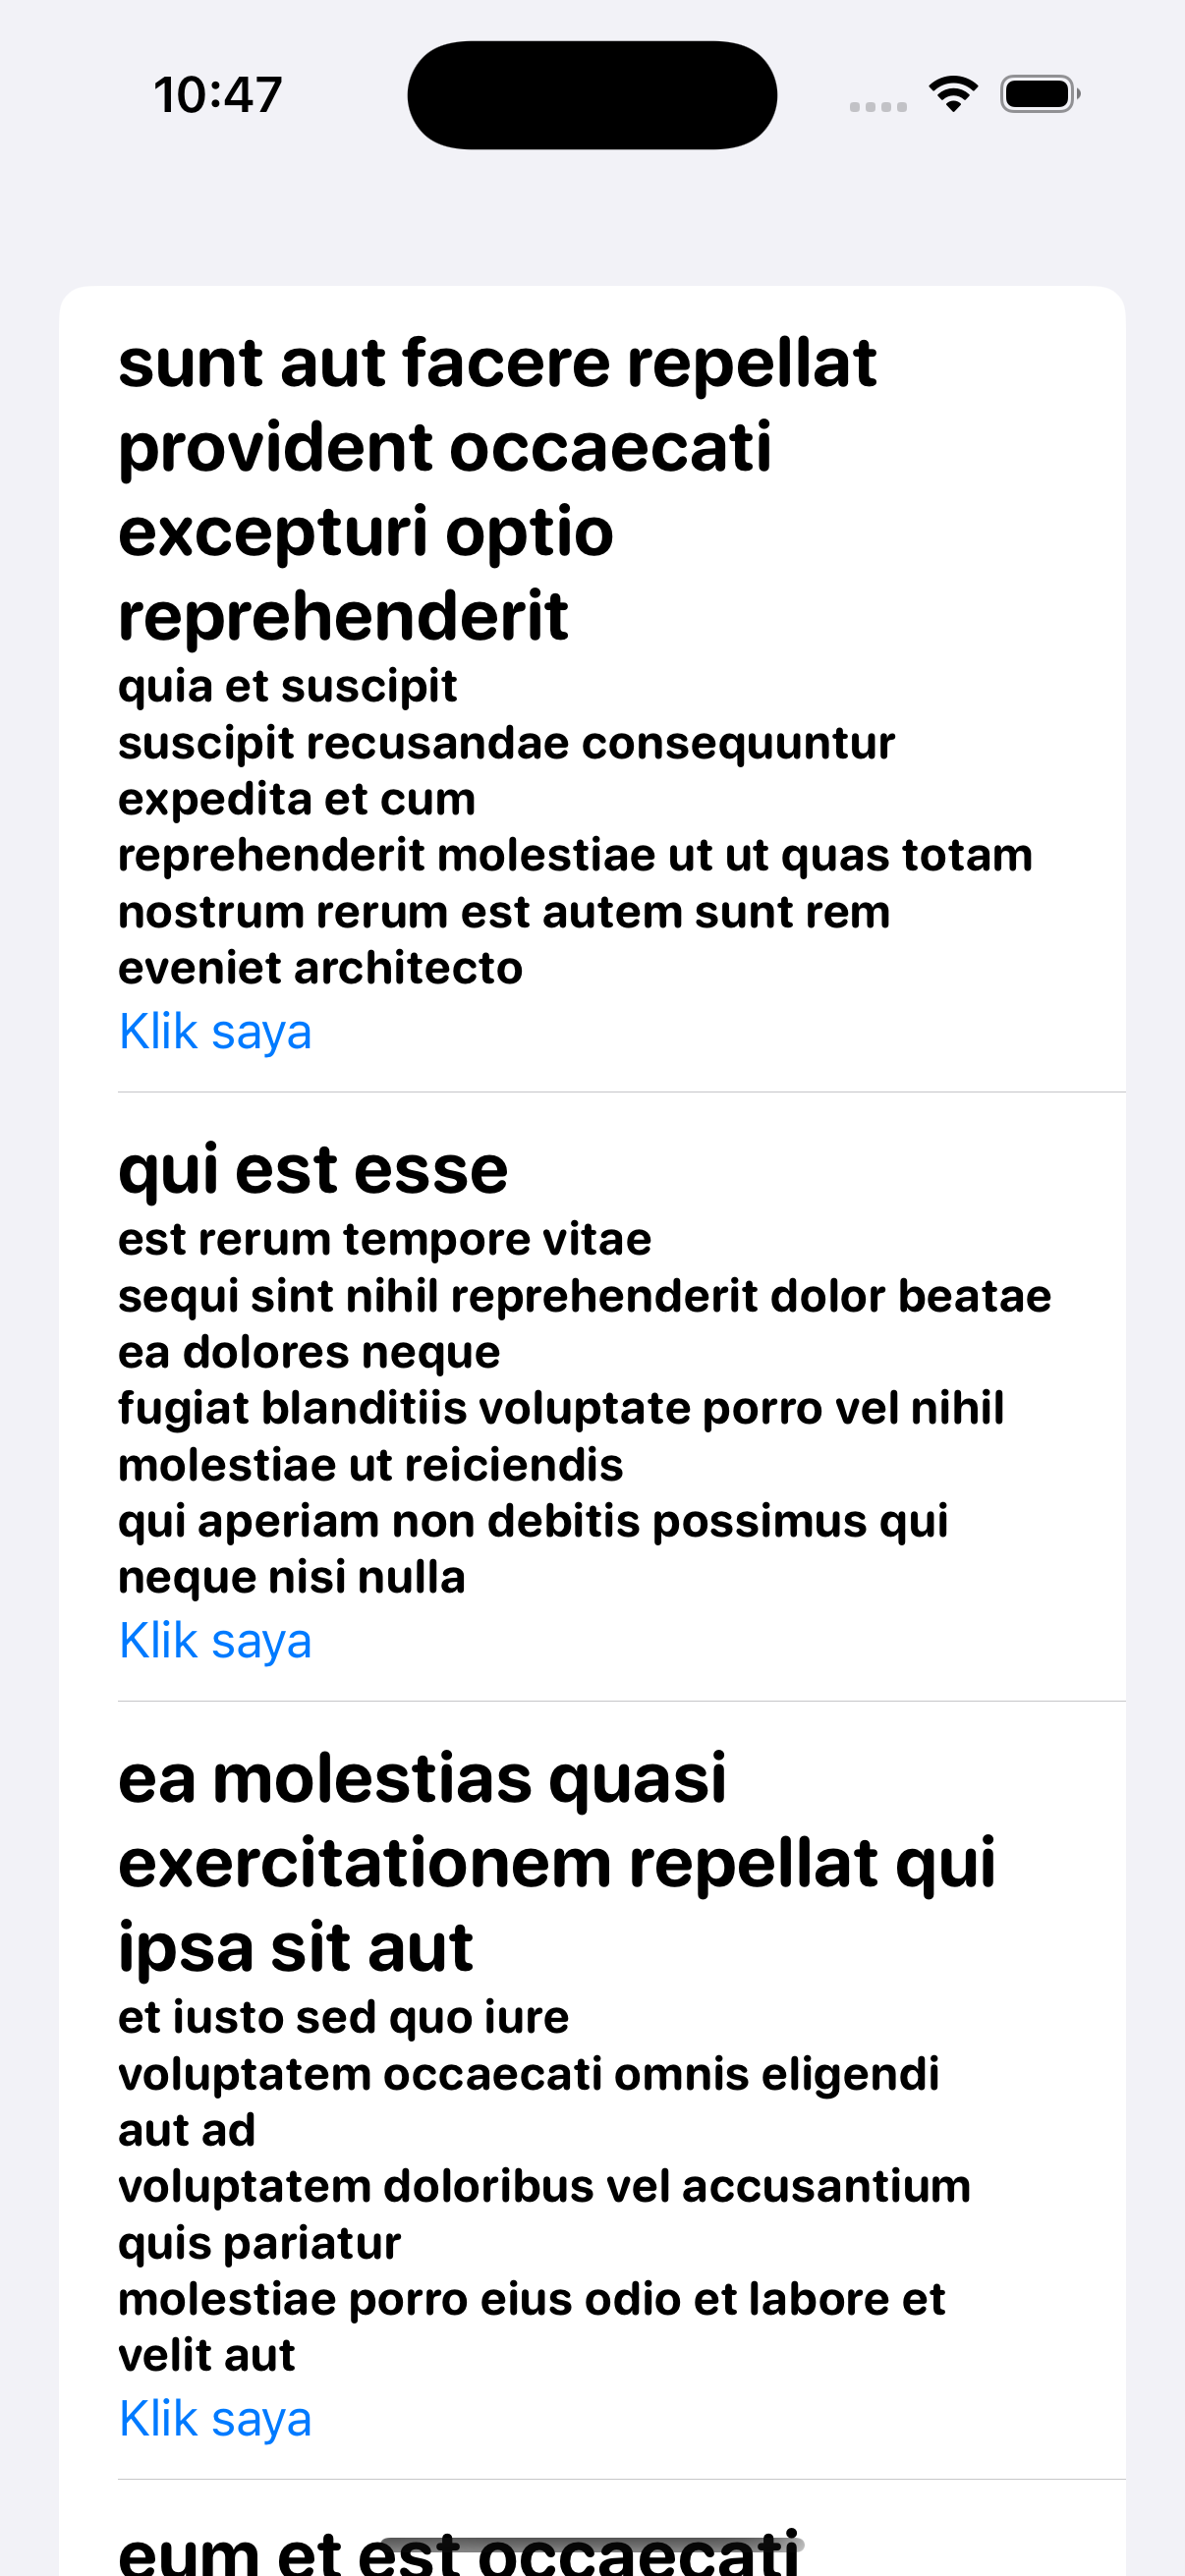 10:47
sunt aut facere repellat
provident occaecati
excepturi optio
reprehenderit
quia et suscipit
suscipit recusandae consequuntur
expedita et cum
reprehenderit molestiae ut ut quas totam
nostrum rerum est autem sunt rem
eveniet architecto
Klik saya
qui est esse
est rerum tempore vitae
sequi sint nihil reprehenderit dolor beatae
ea dolores neque
fugiat blanditiis voluptate porro vel nihil
molestiae ut reiciendis
qui aperiam non debitis possimus qui
neque nisi nulla
Klik saya
ea molestias quasi
exercitationem repellat qui
ipsa sit aut
et iusto sed quo iure
voluptatem occaecati omnis eligendi
aut ad
voluptatem doloribus vel accusantium
quis pariatur
molestiae porro eius odio et labore et
velit aut
Klik saya
eum et est occaecati